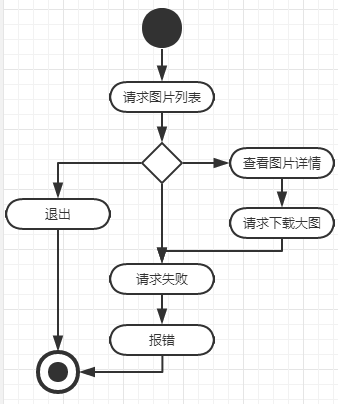 请求图片列表
查看图片详情
退出
请求下载大图
请求失败
报错